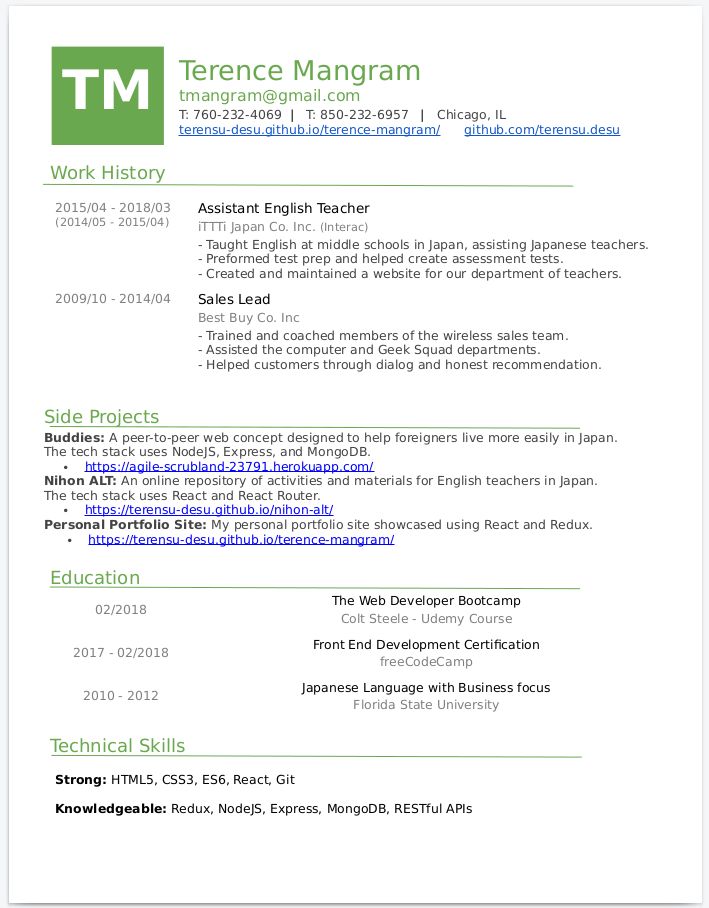 TM
Terence Mangram
tmangram@gmail.com
T: 760-232-4069 | T: 850-232-6957 | Chicago, IL
terensu-desu.github.io/terence-mangram/ github.com/terensu.desu
Work History
2015/04 - 2018/03 Assistant English Teacher
(2014/05 - 2015/04) iTTTi Japan Co. Inc. (Interac)
- Taught English at middle schools in Japan, assisting Japanese teachers.
- Preformed test prep and helped create assessment tests.
- Created and maintained a website for our department of teachers.
2009/10 - 2014/04 Sales Lead
Best Buy Co. Inc
- Trained and coached members of the wireless sales team.
- Assisted the computer and Geek Squad departments.
- Helped customers through dialog and honest recommendation.
Side Projects
Buddies: A peer-to-peer web concept designed to help foreigners live more easily in Japan.
The tech stack uses NodeJS, Express, and MongoDB.
• https://agile-scrubland-23791.herokuapp.com/
Nihon ALT: An online repository of activities and materials for English teachers in Japan.
The tech stack uses React and React Router.
• https://terensu-desu.github.io/nihon-alt/
Personal Portfolio Site: My personal portfolio site showcased using React and Redux.
• https://terensu-desu.github.io/terence-mangram/
Education
02/2018 The Web Developer Bootcamp
Colt Steele - Udemy Course
2017 - 02/2018 Front End Development Certification
freeCodeCamp
2010 - 2012 Japanese Language with Business focus
Florida State University
Technical Skills
Strong: HTML5, CSS3, ES6, React, Git
Knowledgeable: Redux, NodeJS, Express, MongoDB, RESTful APIs